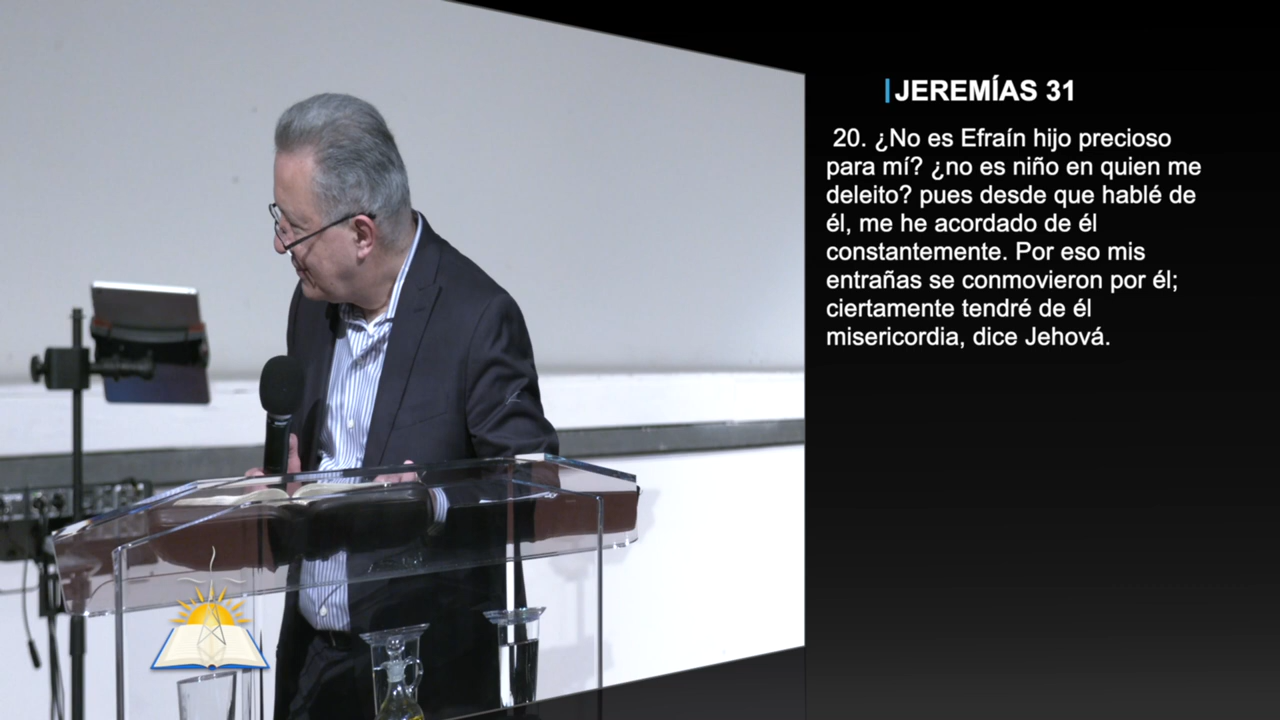 JEREMÍAS 31
20. ¿No es Efraín hijo precioso
para mí? ¿no es niño en quien me
deleito? pues desde que hablé de
él, me he acordado de él
constantemente. Por eso mis
entrañas se conmovieron por él;
ciertamente tendré de él
misericordia, dice Jehová.